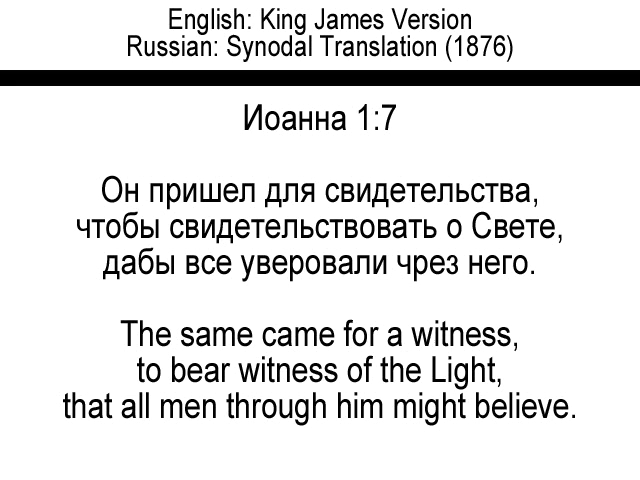 English: King James Version
Russian: Synodal Translation (1876)
Иоанна 1:7
Он пришел для свидетельства,
чтобы свидетельствовать о Свете,
дабы все уверовали чрез него.
The same came for a witness,
to bear witness of the Light,
that all men through him might believe.